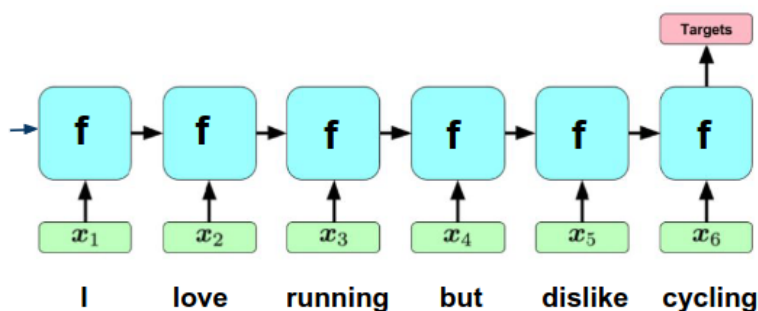 Targets
f f f f f f
x₁ x₂ x₃ x₄ x₅ x₆
I love running but dislike cycling